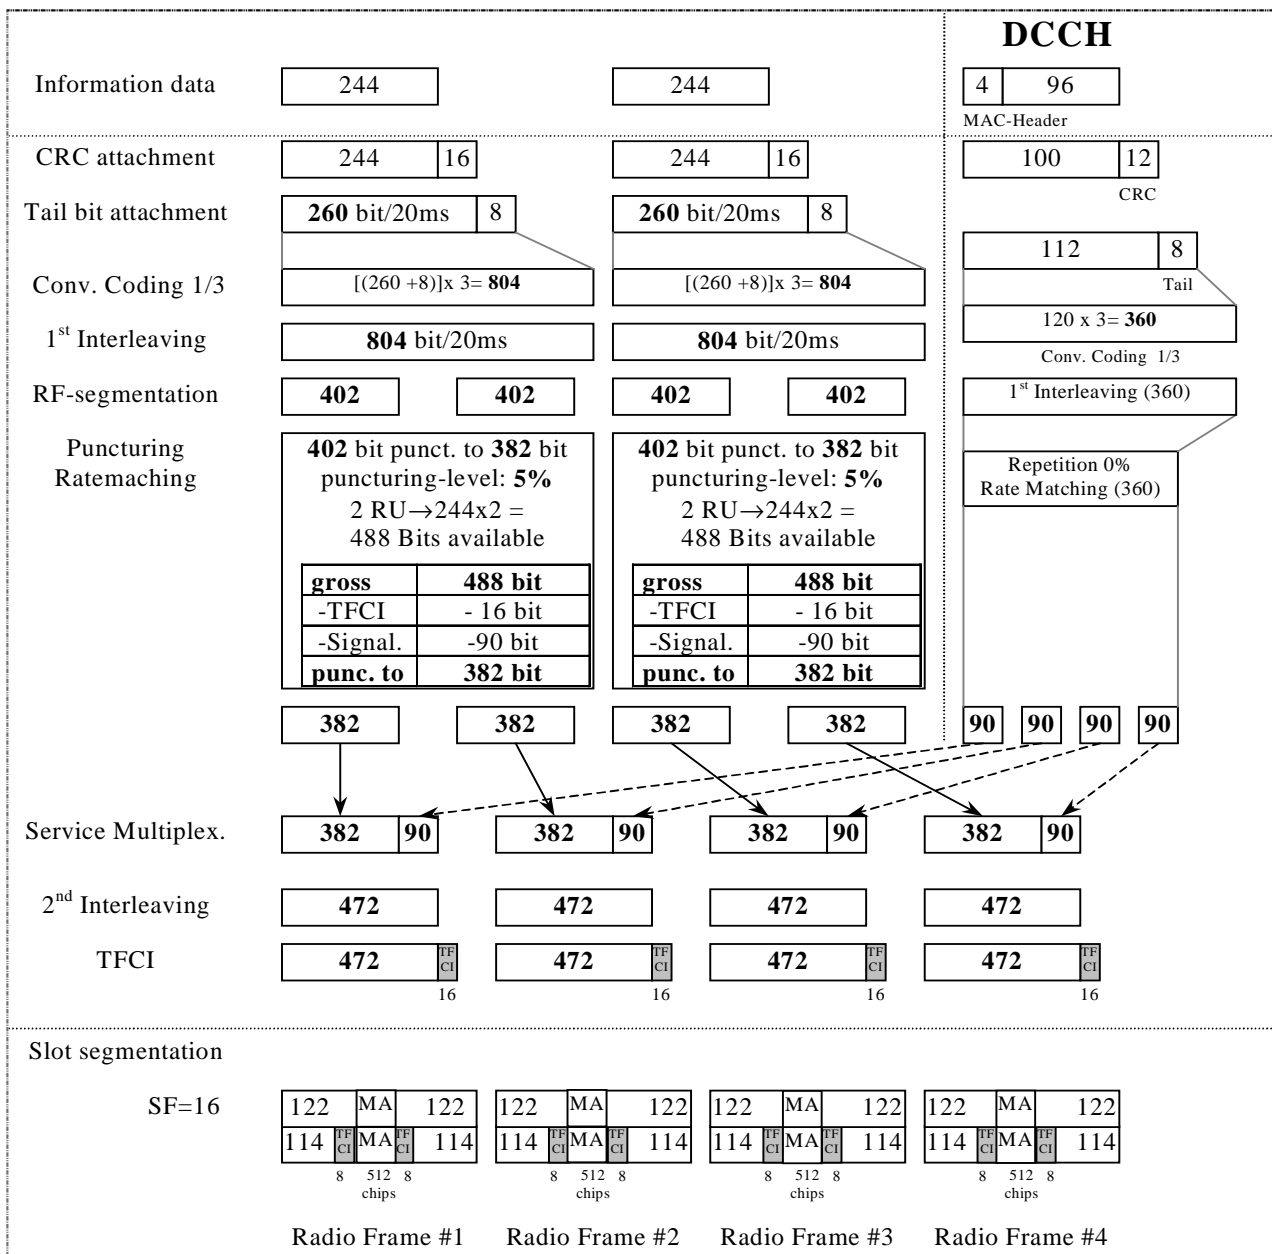 DCCH
Information data 244 244 4 96
MAC-Header
CRC attachment 244 16 244 16 100 12
CRC
Tail bit attachment 260 bit/20ms 8 260 bit/20ms 8
112 8
Tail
Conv. Coding 1/3 [(260 +8)]x 3= 804 [(260 +8)]x 3= 804
120 x 3= 360
Conv. Coding 1/3
1st Interleaving 804 bit/20ms 804 bit/20ms
RF-segmentation 402 402 402 402 1st Interleaving (360)
Puncturing
Ratemaching
402 bit punct. to 382 bit
puncturing-level: 5%
2 RU→244x2 =
488 Bits available
gross 488 bit
-TFCI - 16 bit
-Signal. -90 bit
punc. to 382 bit
402 bit punct. to 382 bit
puncturing-level: 5%
2 RU→244x2 =
488 Bits available
gross 488 bit
-TFCI - 16 bit
-Signal. -90 bit
punc. to 382 bit
Repetition 0%
Rate Matching (360)
382 382 382 382 90 90 90 90
Service Multiplex. 382 90 382 90 382 90 382 90
2nd Interleaving 472 472 472 472
TFCI 472 TF CI 472 TF CI 472 TF CI 472 TF CI
16 16 16 16
Slot segmentation
SF=16 122 MA 122 122 MA 122 122 MA 122 122 MA 122
114 TF CI MA TF CI 114 114 TF CI MA TF CI 114 114 TF CI MA TF CI 114 114 TF CI MA TF CI 114
8 512 8 8 512 8 8 512 8 8 512 8
chips chips chips chips
Radio Frame #1 Radio Frame #2 Radio Frame #3 Radio Frame #4